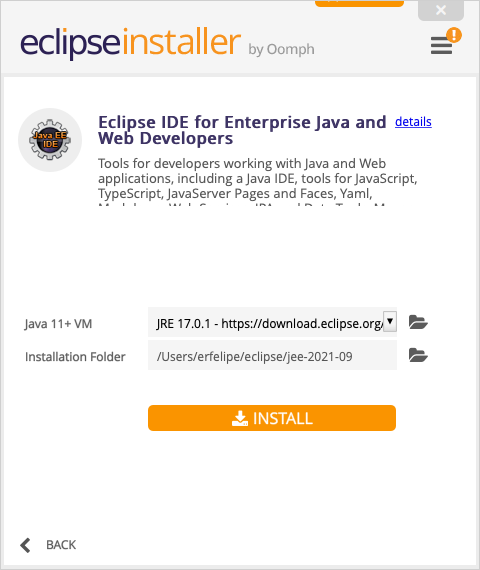 eclipseinstaller by Oomph
Eclipse IDE for Enterprise Java and details
Web Developers
Java EE
IDE
Tools for developers working with Java and Web
applications, including a Java IDE, tools for JavaScript,
TypeScript, JavaServer Pages and Faces, Yaml,
Java 11+ VM JRE 17.0.1 - https://download.eclipse.org/
Installation Folder /Users/erfelipe/eclipse/jee-2021-09
INSTALL
BACK